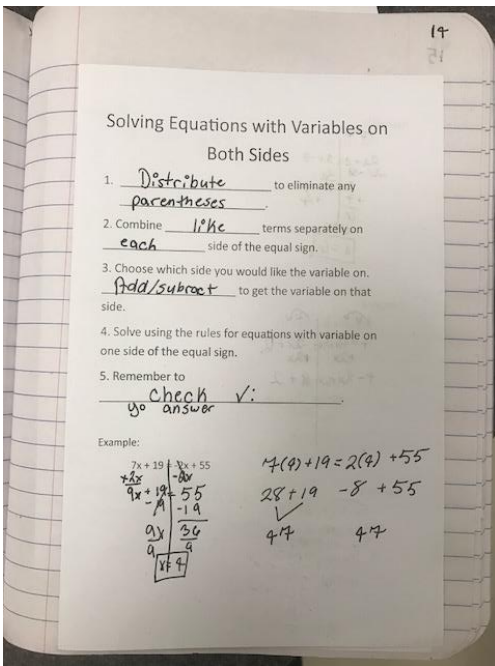 14
Solving Equations with Variables on
Both Sides
1. Distribute to eliminate any
parentheses.
2. Combine like terms separately on
each side of the equal sign.
3. Choose which side you would like the variable on.
Add/subract to get the variable on that
side.
4. Solve using the rules for equations with variable on
one side of the equal sign.
5. Remember to
check ✓:
yo answer
Example:
7x + 19 = -2x + 55
7(4)+19=2(4)+55
+2x
9x + 19 = 55
28+19 -8 +55
-19 -19
47 47
9x 36
9 9
x=4